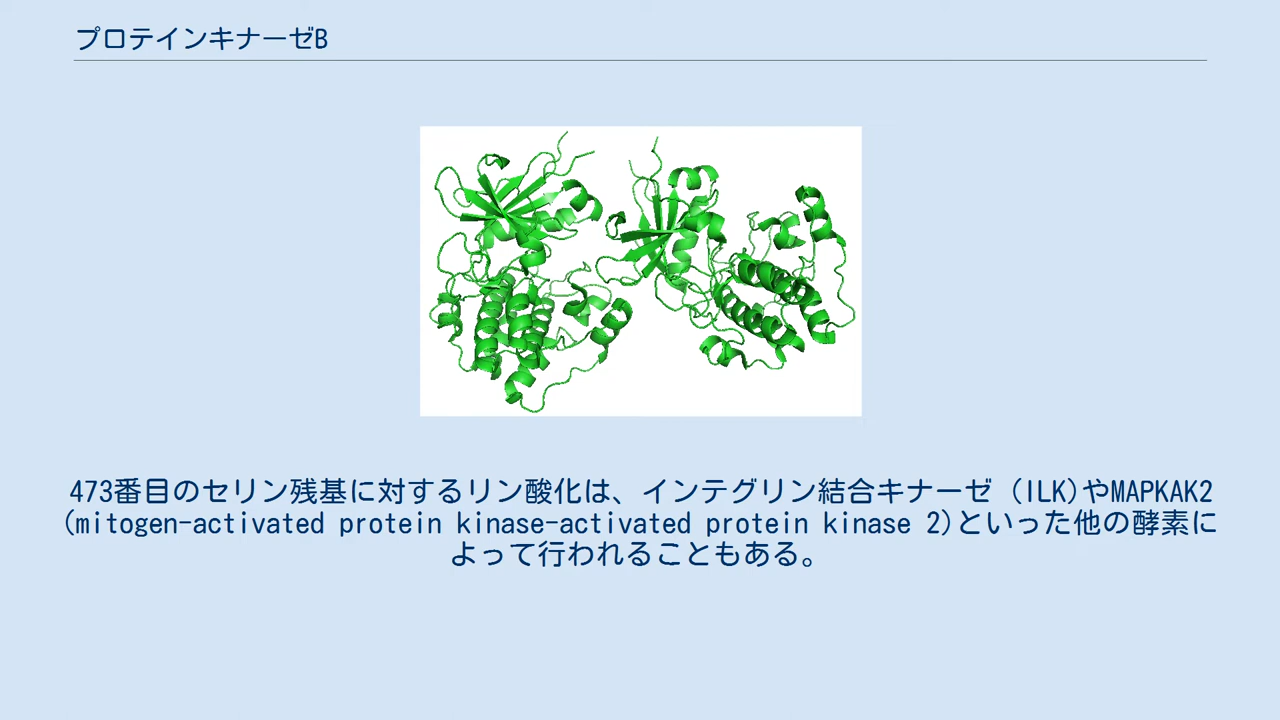 プロテインキナーゼB
473番目のセリン残基に対するリン酸化は、インテグリン結合キナーゼ (ILK)やMAPKAK2
(mitogen-activated protein kinase-activated protein kinase 2)といった他の酵素に
よって行われることもある。